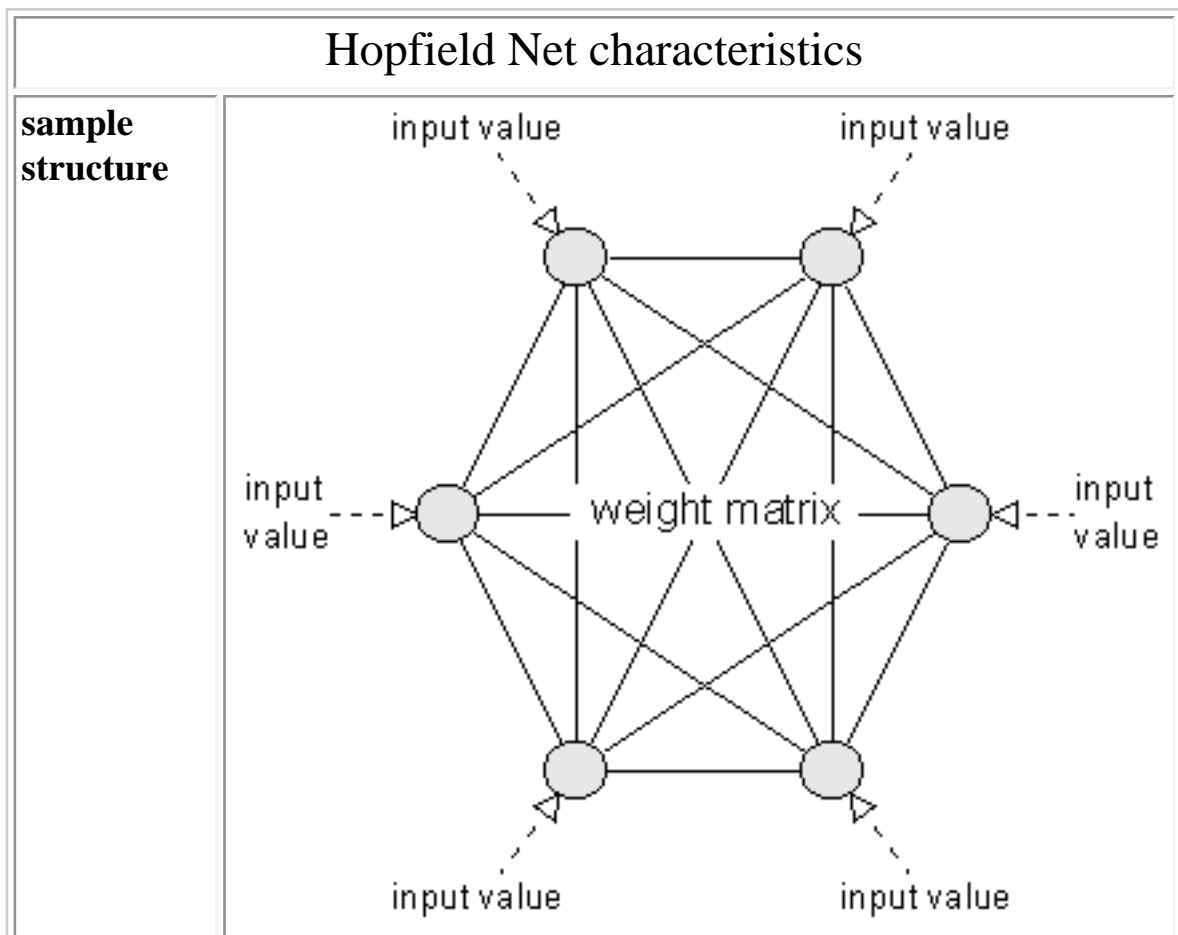 Hopfield Net characteristics
sample
structure
input value
input value
input
value
weight matrix
input
value
input value
input value